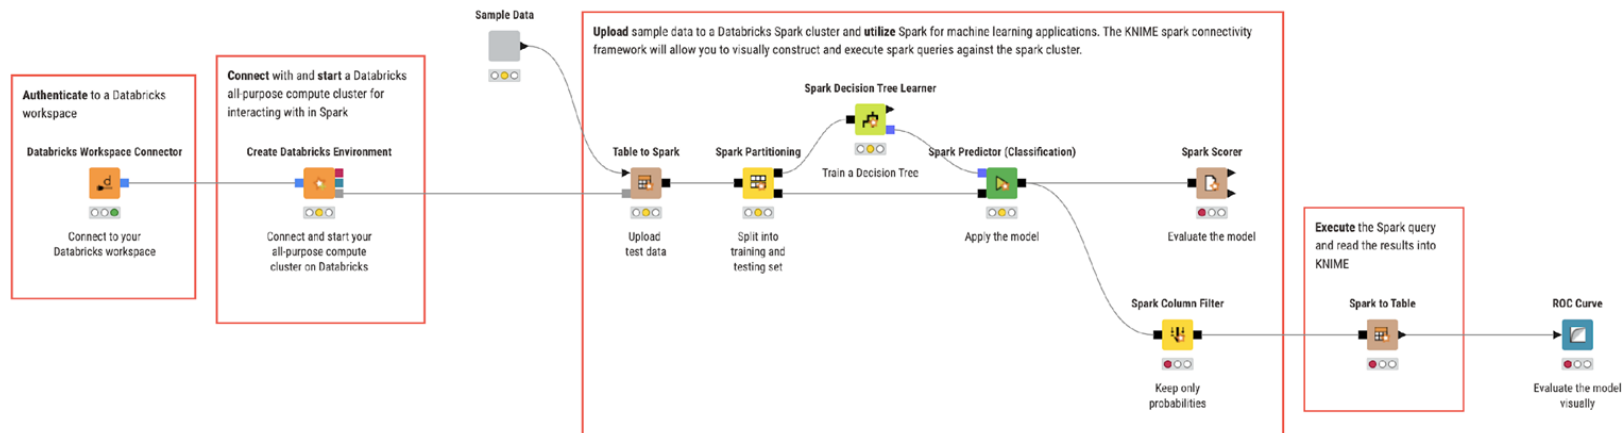 Sample Data
Authenticate to a Databricks
workspace
Databricks Workspace Connector
Connect to your
Databricks workspace
Connect with and start a Databricks
all-purpose compute cluster for
interacting with in Spark
Create Databricks Environment
Connect and start your
all-purpose compute
cluster on Databricks
Upload sample data to a Databricks Spark cluster and utilize Spark for machine learning applications. The KNIME spark connectivity
framework will allow you to visually construct and execute spark queries against the spark cluster.
Table to Spark
Upload
test data
Spark Partitioning
Split into
training and
testing set
Spark Decision Tree Learner
Train a Decision Tree
Spark Predictor (Classification)
Apply the model
Spark Scorer
Evaluate the model
Spark Column Filter
Keep only
probabilities
Execute the Spark query
and read the results into
KNIME
Spark to Table
ROC Curve
Evaluate the model
visually